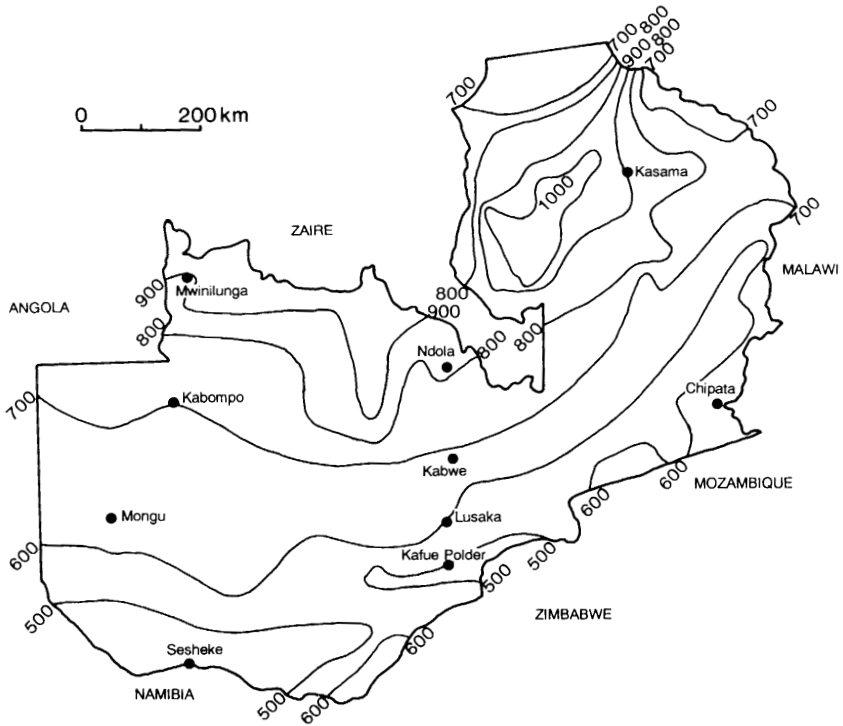 700
800
900
800
700
0 200 km
700
700
Kasama
1000
700
ZAIRE
MALAWI
900
Mwinilunga
800
900
ANGOLA
800
Ndola
800
800
700
Kabompo
Chipata
Kabwe
600
MOZAMBIQUE
600
Mongu
Lusaka
600
Kafue Polder
500
500
500
ZIMBABWE
600
Sesheke
NAMIBIA
500
600